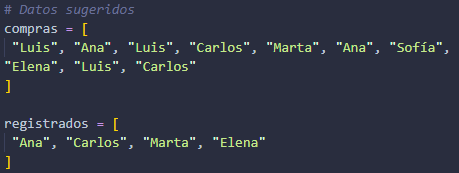 # Datos sugeridos
compras = [
"Luis", "Ana", "Luis", "Carlos", "Marta", "Ana", "Sofía",
"Elena", "Luis", "Carlos"
]
registrados = [
"Ana", "Carlos", "Marta", "Elena"
]